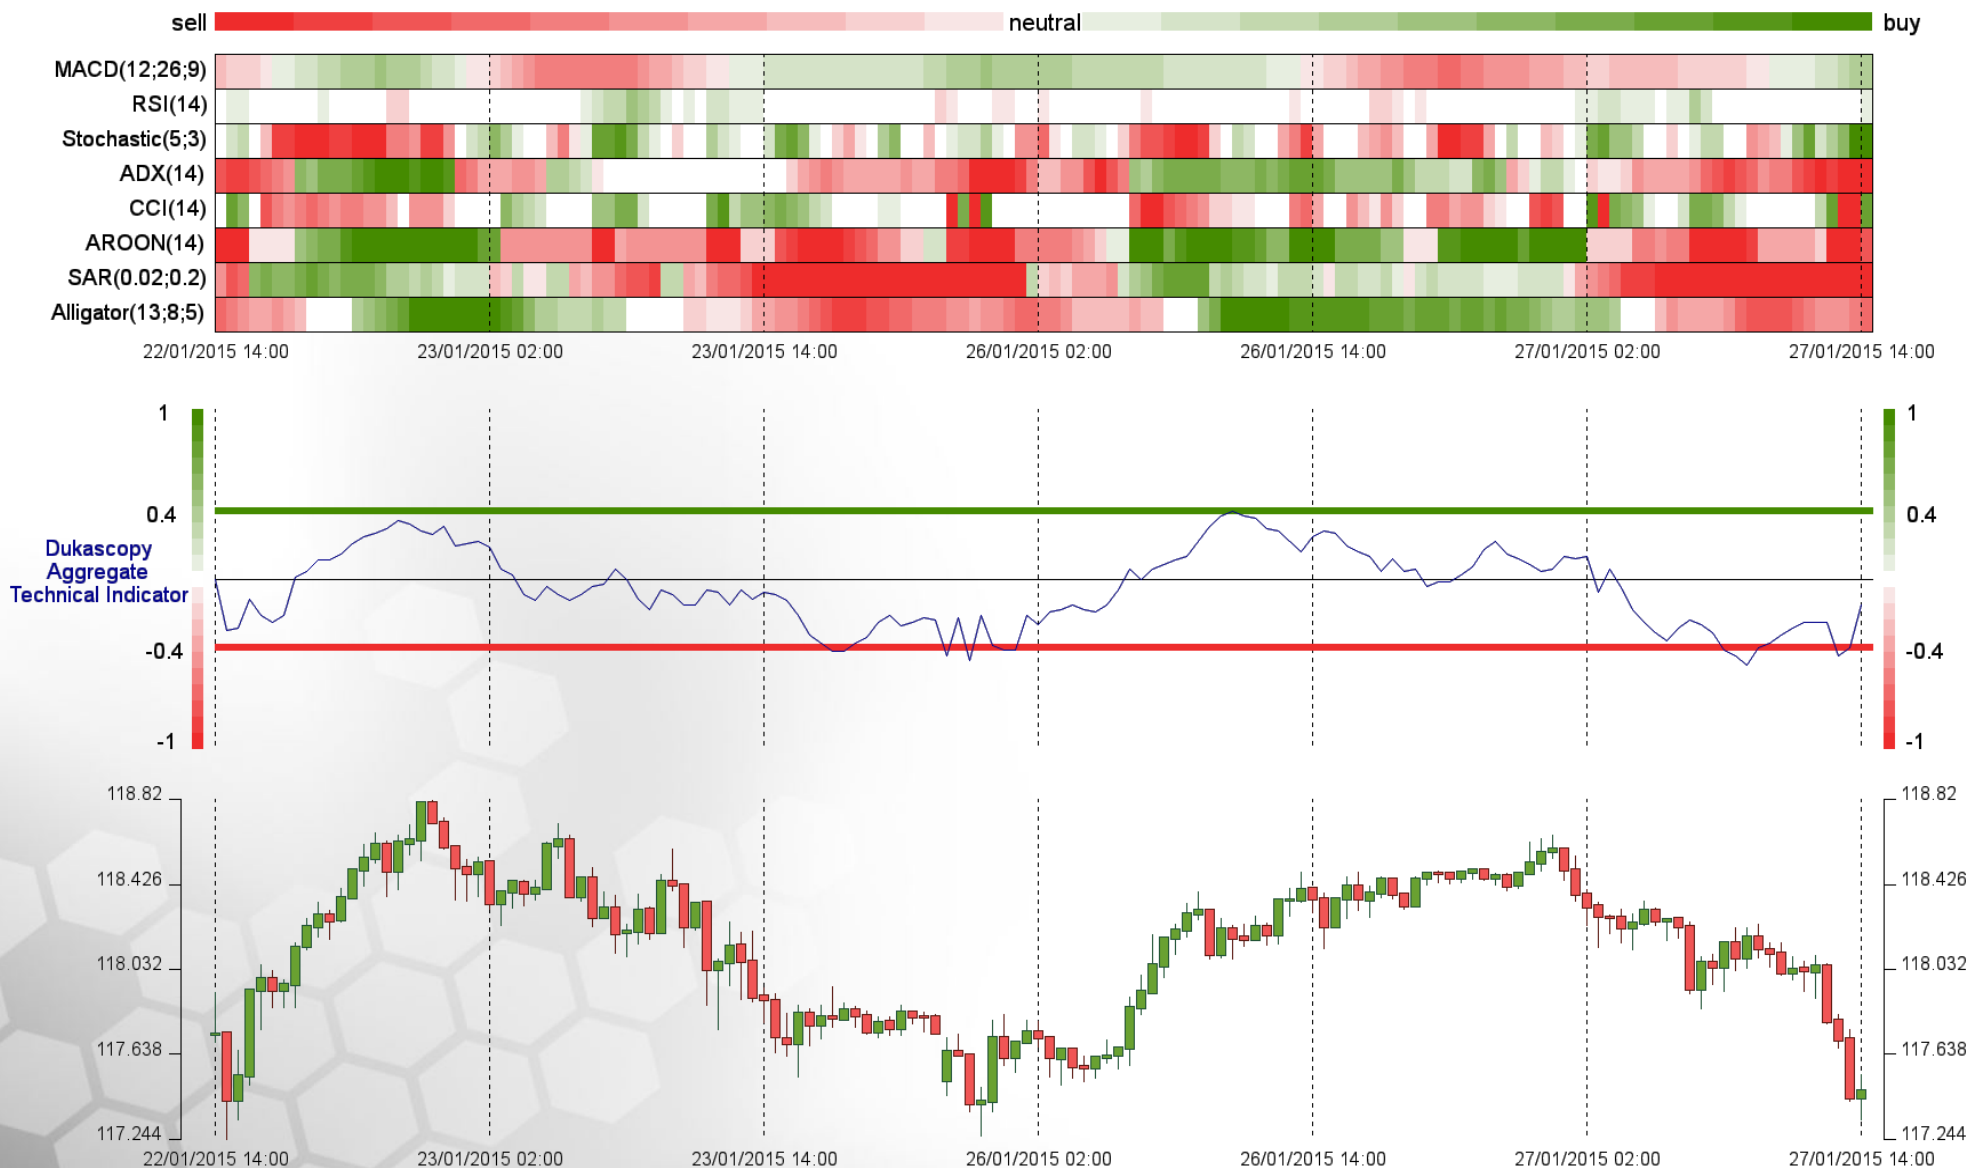 sell neutral buy
MACD(12;26;9)
RSI(14)
Stochastic(5;3)
ADX(14)
CCI(14)
AROON(14)
SAR(0.02;0.2)
Alligator(13;8;5)
22/01/2015 14:00 23/01/2015 02:00 23/01/2015 14:00 26/01/2015 02:00 26/01/2015 14:00 27/01/2015 02:00 27/01/2015 14:00
1 1
0.4 0.4
Dukascopy
Aggregate
Technical Indicator
-0.4 -0.4
-1 -1
118.82 118.82
118.426 118.426
118.032 118.032
117.638 117.638
117.244 117.244
22/01/2015 14:00 23/01/2015 02:00 23/01/2015 14:00 26/01/2015 02:00 26/01/2015 14:00 27/01/2015 02:00 27/01/2015 14:00